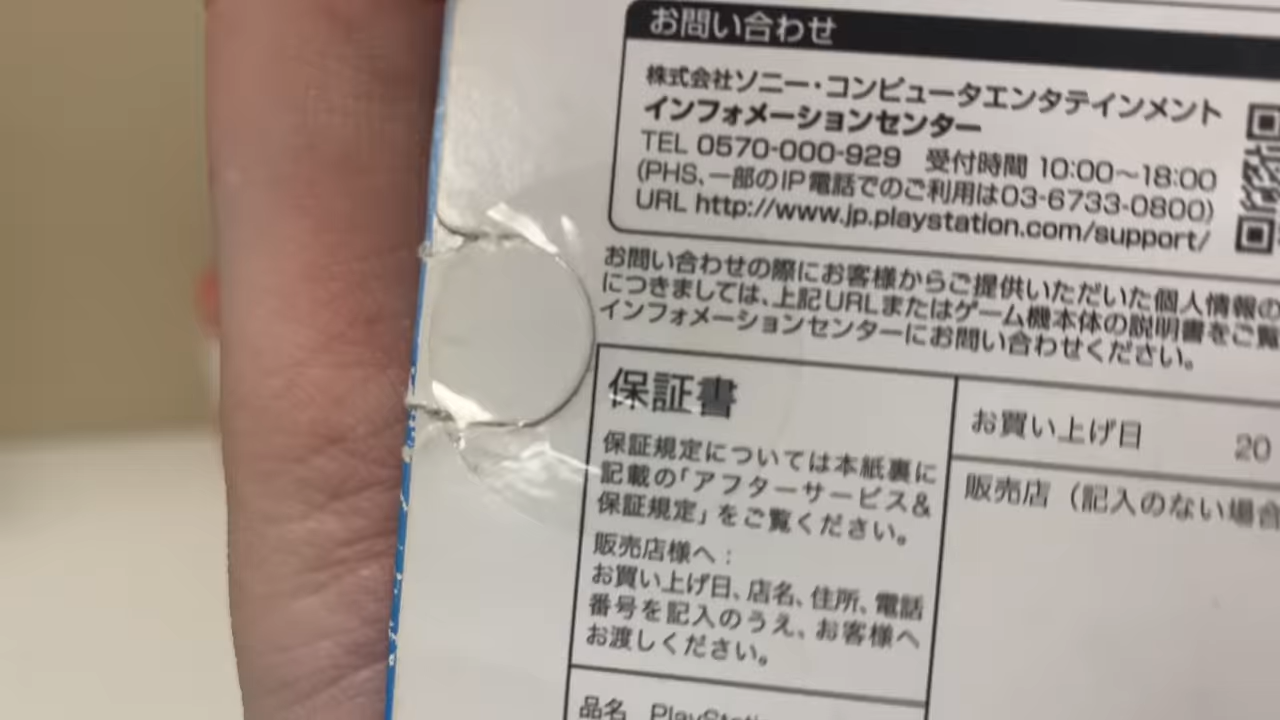 お問い合わせ
株式会社ソニー・コンピュータエンタテインメント
インフォメーションセンター
TEL 0570-000-929 受付時間 10:00～18:00
(PHS、一部のIP電話でのご利用は03-6733-0800)
URL http://www.jp.playstation.com/support/
お問い合わせの際にお客様からご提供いただいた個人情報の
につきましては、上記URLまたはゲーム機本体の説明書をご覧
インフォメーションセンターにお問い合わせください。
保証書
保証規定については本紙裏に
記載の「アフターサービス&
保証規定」をご覧ください。
販売店様へ：
お買い上げ日、店名、住所、電話
番号を記入のうえ、お客様へ
お渡しください。
お買い上げ日 20
販売店（記入のない場合
品名